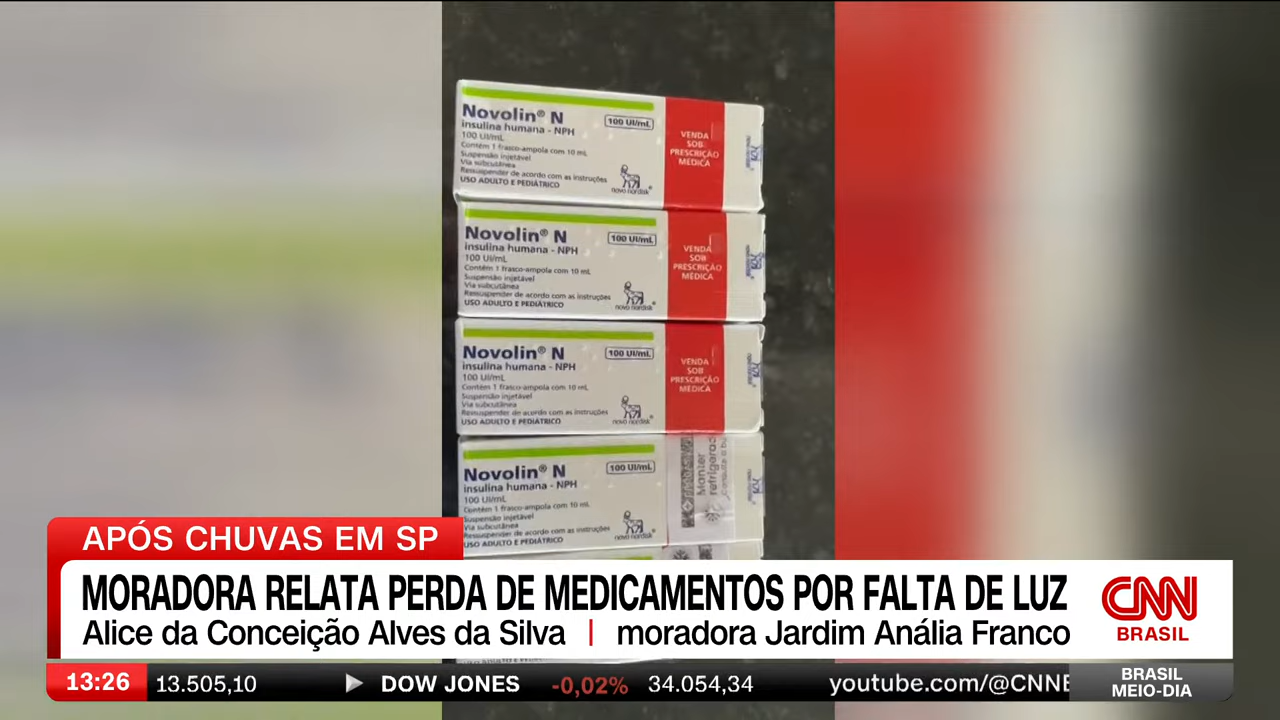 Novolin® N
100 UI/mL
insulina humana - NPH
100 UI/mL
Contém 1 frasco-ampola com 10 mL
Suspensão injetável
Via subcutânea
Ressuspender de acordo com as instruções
USO ADULTO E PEDIÁTRICO
novo nordisk®
VENDA
SOB
PRESCRIÇÃO
MÉDICA
Novolin® N
100 UI/mL
insulina humana - NPH
100 UI/mL
Contém 1 frasco-ampola com 10 mL
Suspensão injetável
Via subcutânea
Ressuspender de acordo com as instruções
USO ADULTO E PEDIÁTRICO
novo nordisk®
VENDA
SOB
PRESCRIÇÃO
MÉDICA
Novolin® N
100 UI/mL
insulina humana - NPH
100 UI/mL
Contém 1 frasco-ampola com 10 mL
Suspensão injetável
Via subcutânea
Ressuspender de acordo com as instruções
USO ADULTO E PEDIÁTRICO
novo nordisk®
VENDA
SOB
PRESCRIÇÃO
MÉDICA
Novolin® N
100 UI/mL
insulina humana - NPH
100 UI/mL
Contém 1 frasco-ampola com 10 mL
Suspensão injetável
Via subcutânea
Ressuspender de acordo com as instruções
USO ADULTO E PEDIÁTRICO
novo nordisk®
Manter
refrigerado
APÓS CHUVAS EM SP
MORADORA RELATA PERDA DE MEDICAMENTOS POR FALTA DE LUZ
Alice da Conceição Alves da Silva | moradora Jardim Anália Franco
CNN
BRASIL
13:26
13.505,10 ▶ DOW JONES -0,02% 34.054,34 youtube.com/@CNNB
BRASIL
MEIO-DIA